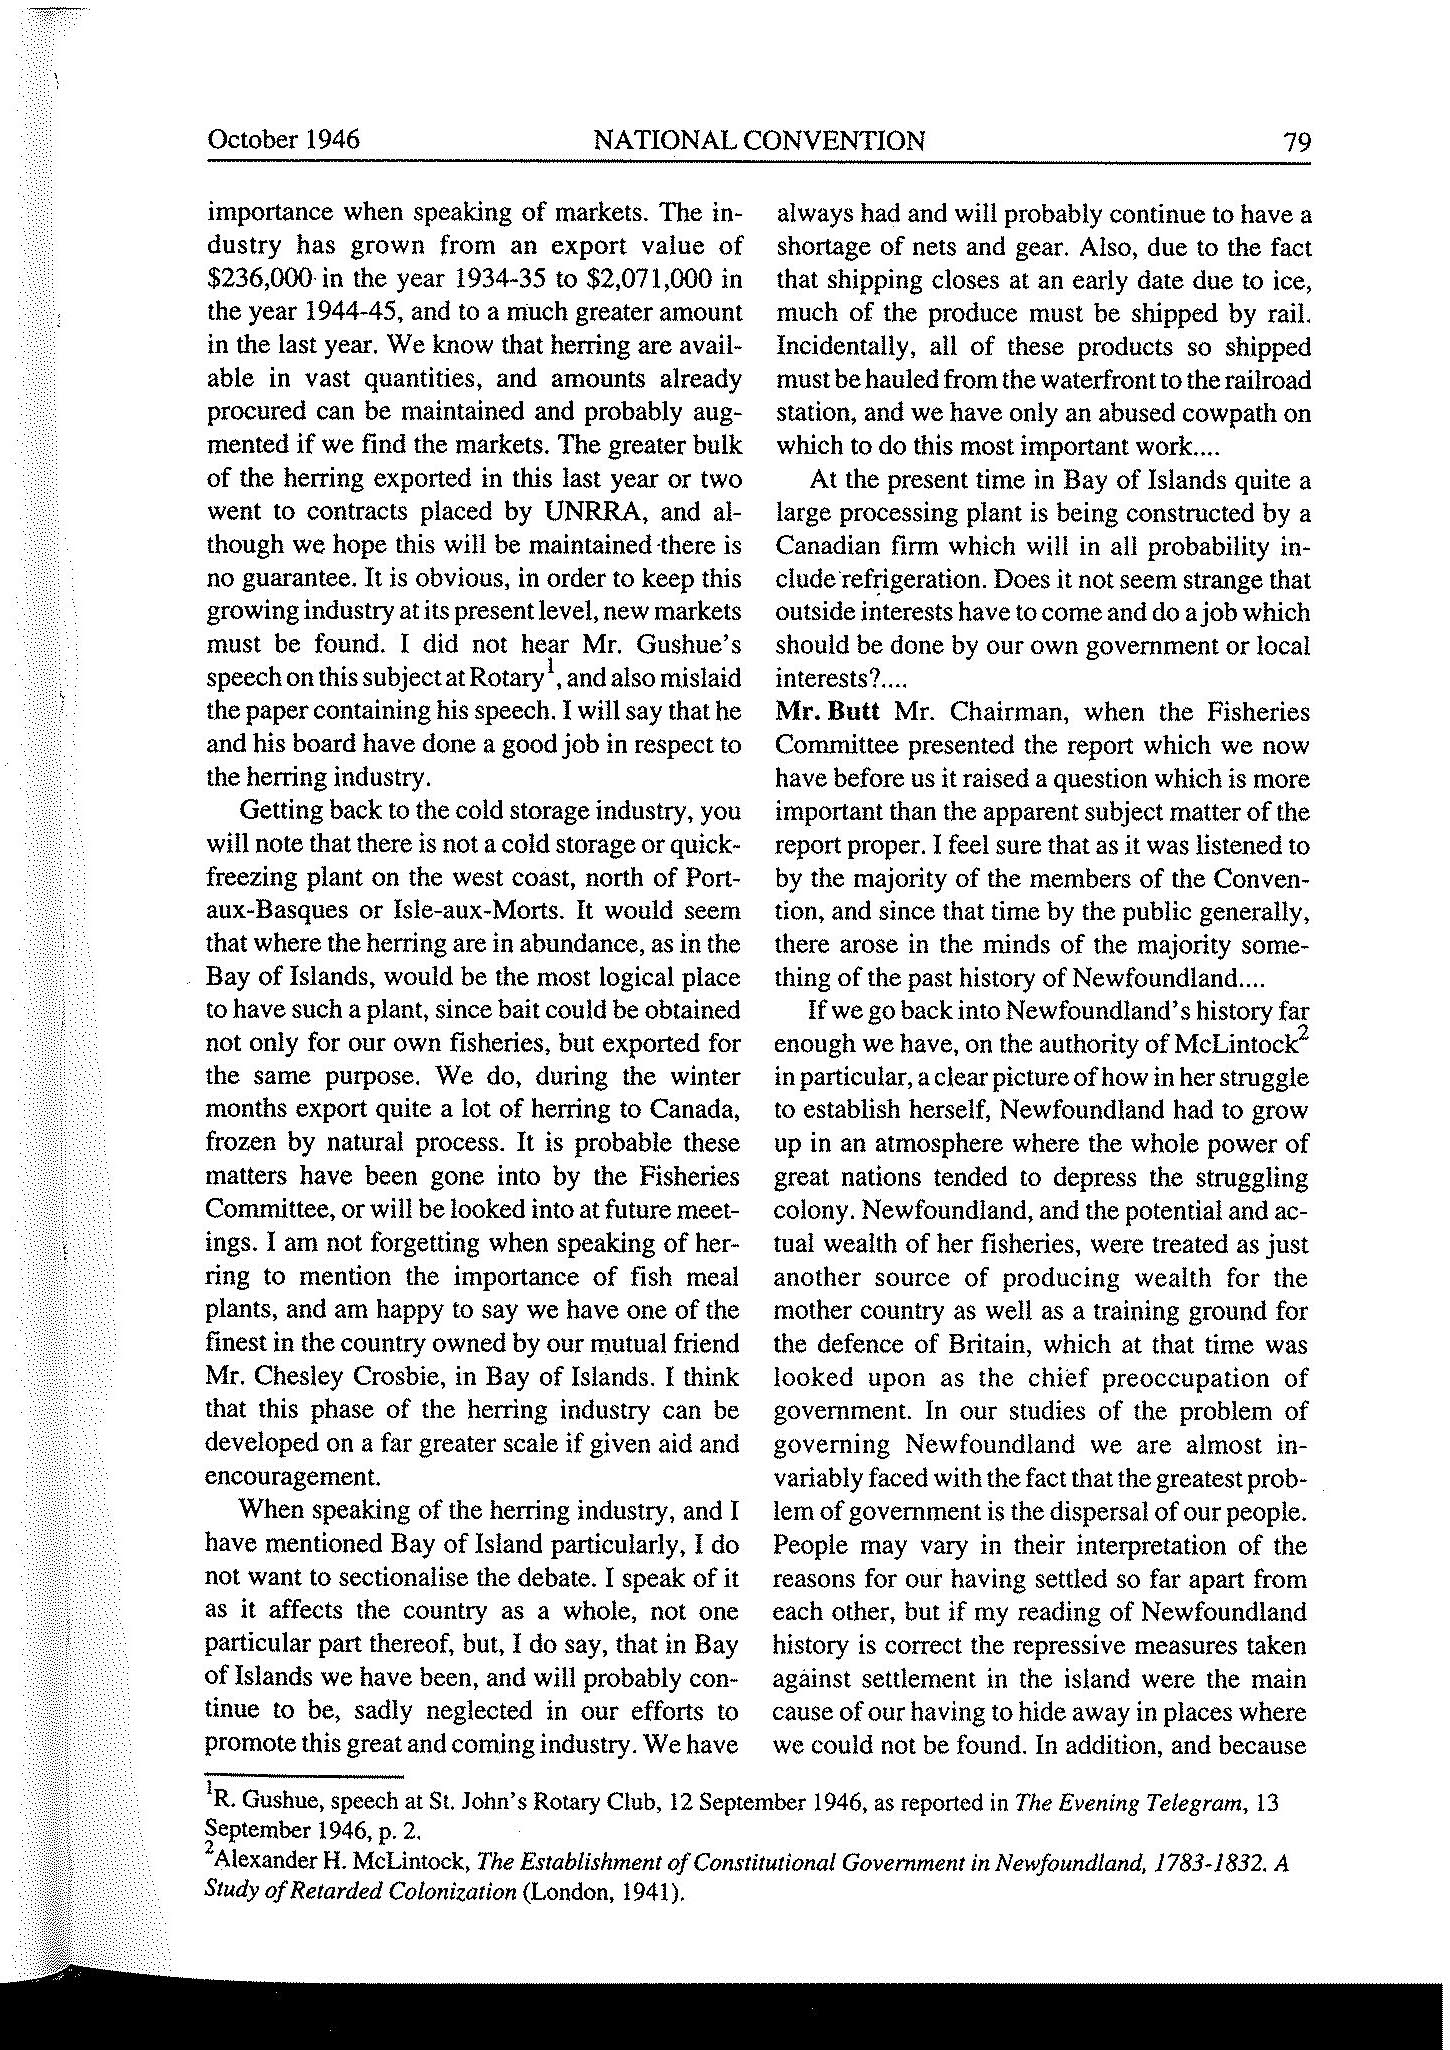 October 1946 NATIONAL CONVENTION 79
importance when speaking of markets. The in-
dustry has grown from an export value of
$236,000 in the year 1934-35 to $2,071,000 in
the year 1944-45, and to a much greater amount
in the last year. We know that herring are avail-
able in vast quantities, and amounts already
procured can be maintained and probably aug-
mented if we find the markets. The greater bulk
of the herring exported in this last year or two
went to contracts placed by UNRRA, and al-
though we hope this will be maintained there is
no guarantee. It is obvious, in order to keep this
growing industry at its present level, new markets
must be found. I did not hear Mr. Gushue's
speech on this subject at Rotary¹, and also mislaid
the paper containing his speech. I will say that he
and his board have done a good job in respect to
the herring industry.
Getting back to the cold storage industry, you
will note that there is not a cold storage or quick-
freezing plant on the west coast, north of Port-
aux-Basques or Isle-aux-Morts. It would seem
that where the herring are in abundance, as in the
Bay of Islands, would be the most logical place
to have such a plant, since bait could be obtained
not only for our own fisheries, but exported for
the same purpose. We do, during the winter
months export quite a lot of herring to Canada,
frozen by natural process. It is probable these
matters have been gone into by the Fisheries
Committee, or will be looked into at future meet-
ings. I am not forgetting when speaking of her-
ring to mention the importance of fish meal
plants, and am happy to say we have one of the
finest in the country owned by our mutual friend
Mr. Chesley Crosbie, in Bay of Islands. I think
that this phase of the herring industry can be
developed on a far greater scale if given aid and
encouragement.
When speaking of the herring industry, and I
have mentioned Bay of Island particularly, I do
not want to sectionalise the debate. I speak of it
as it affects the country as a whole, not one
particular part thereof, but, I do say, that in Bay
of Islands we have been, and will probably con-
tinue to be, sadly neglected in our efforts to
promote this great and coming industry. We have
always had and will probably continue to have a
shortage of nets and gear. Also, due to the fact
that shipping closes at an early date due to ice,
much of the produce must be shipped by rail.
Incidentally, all of these products so shipped
must be hauled from the waterfront to the railroad
station, and we have only an abused cowpath on
which to do this most important work....
At the present time in Bay of Islands quite a
large processing plant is being constructed by a
Canadian firm which will in all probability in-
clude refrigeration. Does it not seem strange that
outside interests have to come and do a job which
should be done by our own government or local
interests?....
Mr. Butt Mr. Chairman, when the Fisheries
Committee presented the report which we now
have before us it raised a question which is more
important than the apparent subject matter of the
report proper. I feel sure that as it was listened to
by the majority of the members of the Conven-
tion, and since that time by the public generally,
there arose in the minds of the majority some-
thing of the past history of Newfoundland....
If we go back into Newfoundland's history far
enough we have, on the authority of McLintock²
in particular, a clear picture of how in her struggle
to establish herself, Newfoundland had to grow
up in an atmosphere where the whole power of
great nations tended to depress the struggling
colony. Newfoundland, and the potential and ac-
tual wealth of her fisheries, were treated as just
another source of producing wealth for the
mother country as well as a training ground for
the defence of Britain, which at that time was
looked upon as the chief preoccupation of
government. In our studies of the problem of
governing Newfoundland we are almost in-
variably faced with the fact that the greatest prob-
lem of government is the dispersal of our people.
People may vary in their interpretation of the
reasons for our having settled so far apart from
each other, but if my reading of Newfoundland
history is correct the repressive measures taken
against settlement in the island were the main
cause of our having to hide away in places where
we could not be found. In addition, and because
¹R. Gushue, speech at St. John's Rotary Club, 12 September 1946, as reported in The Evening Telegram, 13
September 1946, p. 2.
²Alexander H. McLintock, The Establishment of Constitutional Government in Newfoundland, 1783-1832. A
Study of Retarded Colonization (London, 1941).